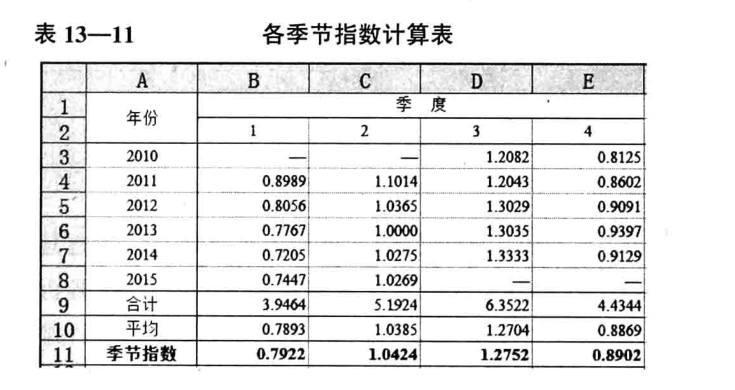 表 13—11 各季节指数计算表
A B C D E
1 年份 季 度
2 1 2 3 4
3 2010 — — 1.2082 0.8125
4 2011 0.8989 1.1014 1.2043 0.8602
5 2012 0.8056 1.0365 1.3029 0.9091
6 2013 0.7767 1.0000 1.3035 0.9397
7 2014 0.7205 1.0275 1.3333 0.9129
8 2015 0.7447 1.0269 — —
9 合计 3.9464 5.1924 6.3522 4.4344
10 平均 0.7893 1.0385 1.2704 0.8869
11 季节指数 0.7922 1.0424 1.2752 0.8902